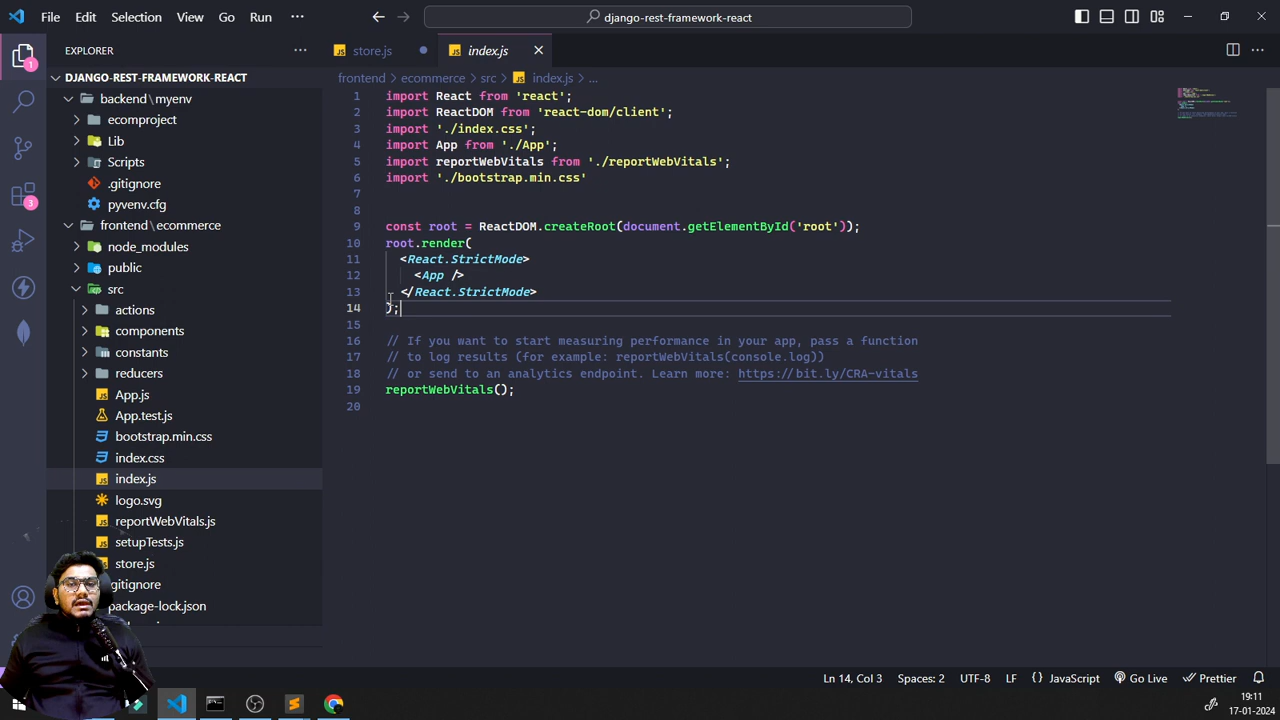 File Edit Selection View Go Run ··· django-rest-framework-react
EXPLORER ···
DJANGO-REST-FRAMEWORK-REACT
backend\myenv
ecomproject
Lib
Scripts
.gitignore
pyvenv.cfg
frontend\ecommerce
node_modules
public
src
actions
components
constants
reducers
App.js
App.test.js
bootstrap.min.css
index.css
index.js
logo.svg
reportWebVitals.js
setupTests.js
store.js
gitignore
package-lock.json
1
3
store.js index.js
frontend > ecommerce > src > index.js > ...
1 import React from 'react';
2 import ReactDOM from 'react-dom/client';
3 import './index.css';
4 import App from './App';
5 import reportWebVitals from './reportWebVitals';
6 import './bootstrap.min.css'
7
8
9 const root = ReactDOM.createRoot(document.getElementById('root'));
10 root.render(
11 <React.StrictMode>
12 <App />
13 </React.StrictMode>
14 );
15
16 // If you want to start measuring performance in your app, pass a function
17 // to log results (for example: reportWebVitals(console.log))
18 // or send to an analytics endpoint. Learn more: https://bit.ly/CRA-vitals
19 reportWebVitals();
20
Ln 14, Col 3 Spaces: 2 UTF-8 LF {} JavaScript Go Live Prettier
19:11
17-01-2024